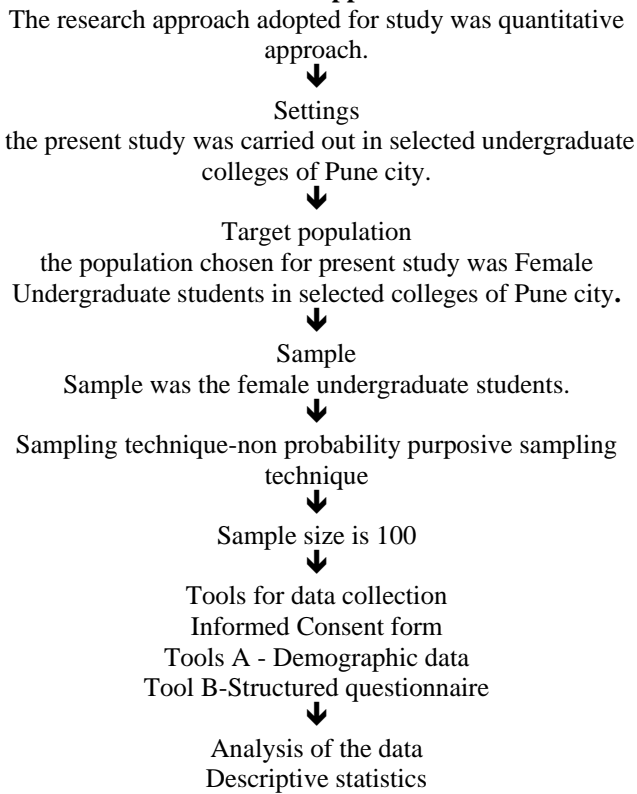 The research approach adopted for study was quantitative
approach.
🡻
Settings
the present study was carried out in selected undergraduate
colleges of Pune city.
🡻
Target population
the population chosen for present study was Female
Undergraduate students in selected colleges of Pune city.
🡻
Sample
Sample was the female undergraduate students.
🡻
Sampling technique-non probability purposive sampling
technique
🡻
Sample size is 100
🡻
Tools for data collection
Informed Consent form
Tools A - Demographic data
Tool B-Structured questionnaire
🡻
Analysis of the data
Descriptive statistics